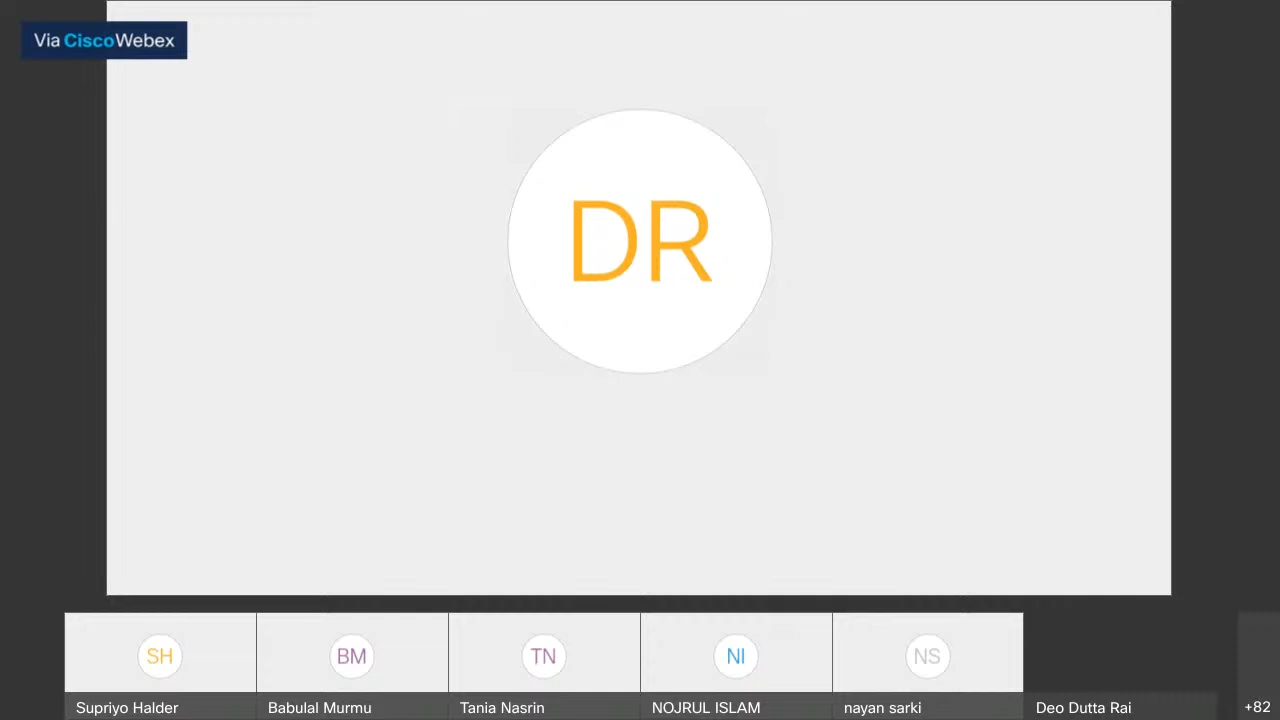 Via CiscoWebex
DR
SH
BM
TN
NI
NS
Supriyo Halder
Babulal Murmu
Tania Nasrin
NOJRUL ISLAM
nayan sarki
Deo Dutta Rai
+82